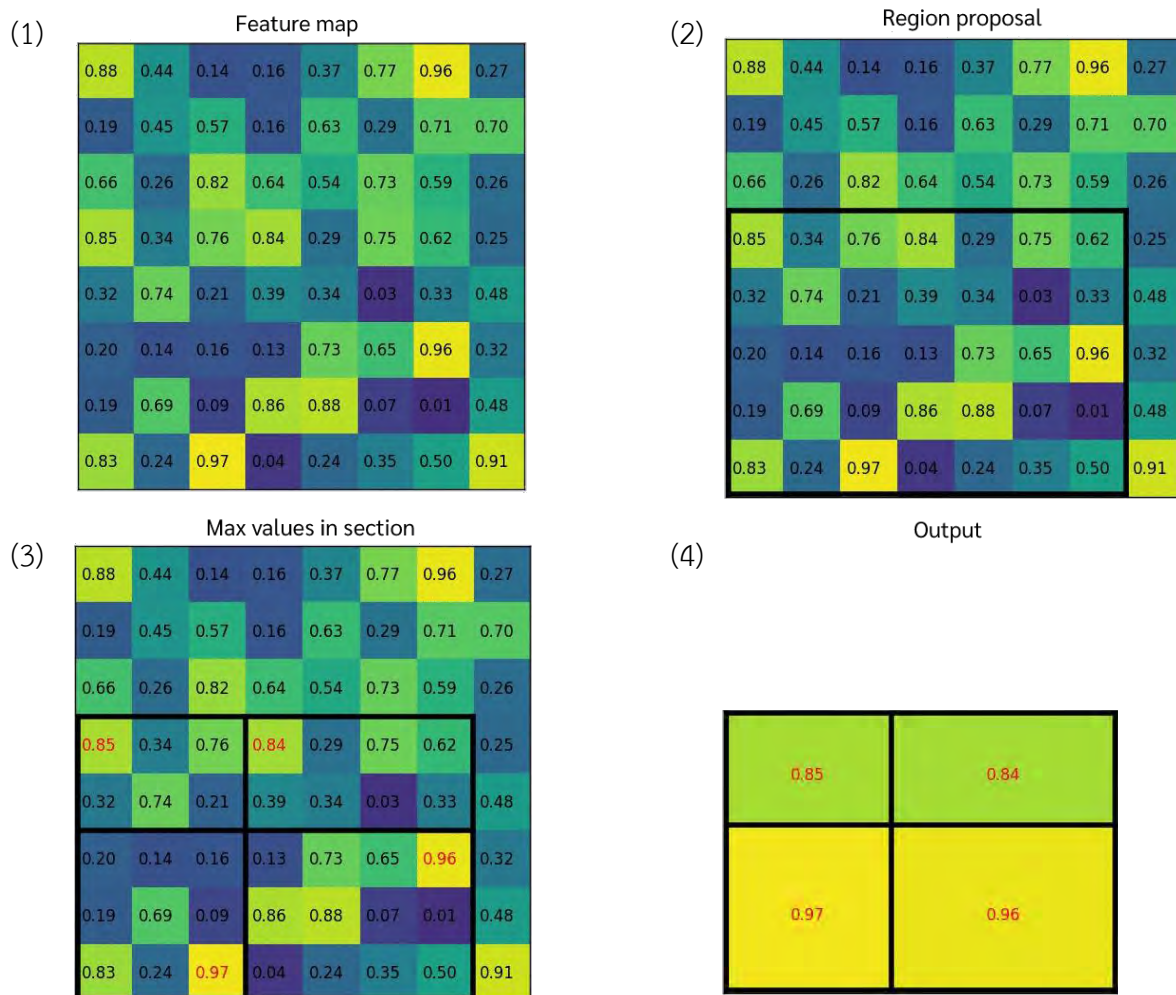 (1)
Feature map
0.88 0.44 0.14 0.16 0.37 0.77 0.96 0.27
0.19 0.45 0.57 0.16 0.63 0.29 0.71 0.70
0.66 0.26 0.82 0.64 0.54 0.73 0.59 0.26
0.85 0.34 0.76 0.84 0.29 0.75 0.62 0.25
0.32 0.74 0.21 0.39 0.34 0.03 0.33 0.48
0.20 0.14 0.16 0.13 0.73 0.65 0.96 0.32
0.19 0.69 0.09 0.86 0.88 0.07 0.01 0.48
0.83 0.24 0.97 0.04 0.24 0.35 0.50 0.91
(2)
Region proposal
0.88 0.44 0.14 0.16 0.37 0.77 0.96 0.27
0.19 0.45 0.57 0.16 0.63 0.29 0.71 0.70
0.66 0.26 0.82 0.64 0.54 0.73 0.59 0.26
0.85 0.34 0.76 0.84 0.29 0.75 0.62 0.25
0.32 0.74 0.21 0.39 0.34 0.03 0.33 0.48
0.20 0.14 0.16 0.13 0.73 0.65 0.96 0.32
0.19 0.69 0.09 0.86 0.88 0.07 0.01 0.48
0.83 0.24 0.97 0.04 0.24 0.35 0.50 0.91
(3)
Max values in section
0.88 0.44 0.14 0.16 0.37 0.77 0.96 0.27
0.19 0.45 0.57 0.16 0.63 0.29 0.71 0.70
0.66 0.26 0.82 0.64 0.54 0.73 0.59 0.26
0.85 0.34 0.76 0.84 0.29 0.75 0.62 0.25
0.32 0.74 0.21 0.39 0.34 0.03 0.33 0.48
0.20 0.14 0.16 0.13 0.73 0.65 0.96 0.32
0.19 0.69 0.09 0.86 0.88 0.07 0.01 0.48
0.83 0.24 0.97 0.04 0.24 0.35 0.50 0.91
(4)
Output
0.85 0.84
0.97 0.96